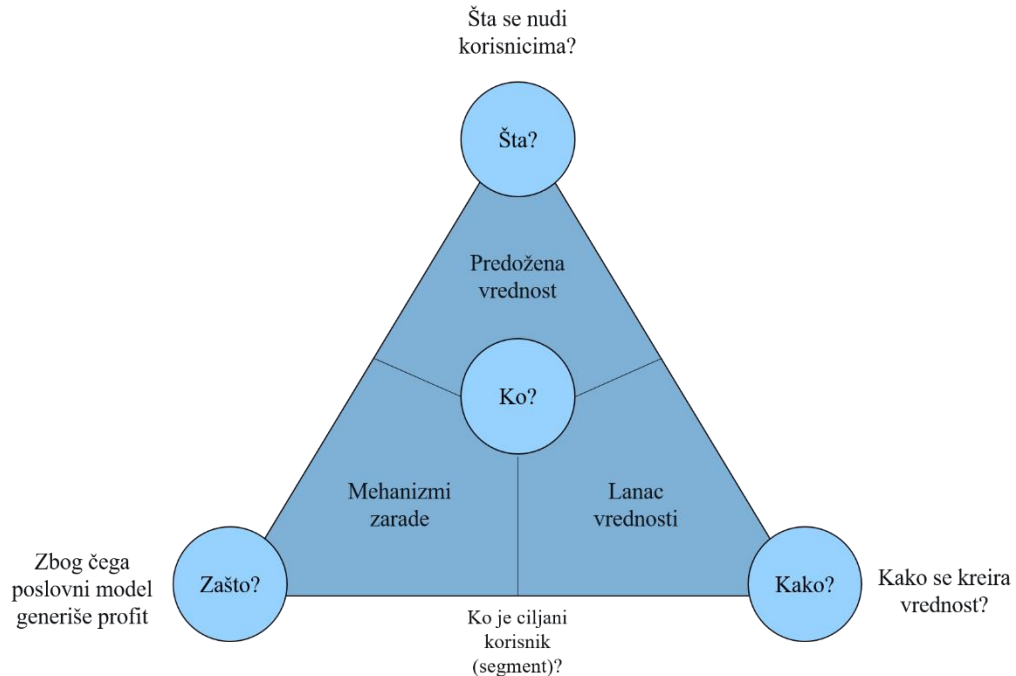 Šta se nudi
korisnicima?
Šta?
Predožena
vrednost
Ko?
Mehanizmi
zarade
Lanac
vrednosti
Zbog čega
poslovni model
generiše profit
Zašto?
Kako?
Kako se kreira
vrednost?
Ko je ciljani
korisnik
(segment)?